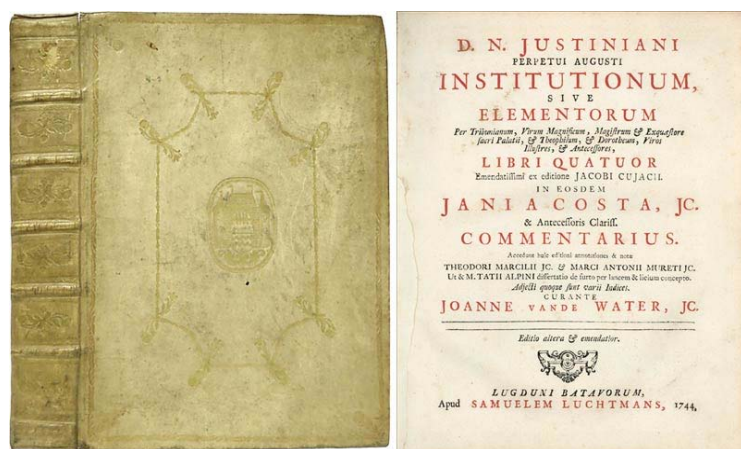 D. N. JUSTINIANI
PERPETUI AUGUSTI
INSTITUTIONUM,
SIVE
ELEMENTORUM
Per Tribonianum, Virum Magnificum, Magiſtrum & Exquæſtore
ſacri Palatii, & Theophilum, & Dorotheum, Viros
Illuſtres, & Anteceſſores,
LIBRI QUATUOR
Emendatiſſimi ex editione JACOBI CUJACII.
IN EOSDEM
JANI A COSTA, JC.
& Anteceſſoris Clariſſ.
COMMENTARIUS.
Accedunt huic editioni annotationes & notæ
THEODORI MARCILII JC. & MARCI ANTONII MURETI JC.
Ut & M. TATII ALPINI diſſertatio de furto per lancem & licium concepto.
Adjecti quoque ſunt varii Indices.
CURANTE
JOANNE VANDE WATER, JC.
Editio altera & emendatior.
LUGDUNI BATAVORUM,
Apud SAMUELEM LUCHTMANS, 1744.